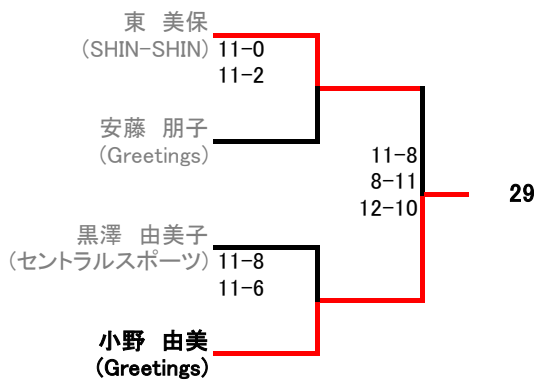 東　美保
(SHIN-SHIN)
11-0
11-2
安藤　朋子
(Greetings)
11-8
8-11
12-10
29
黒澤　由美子
(セントラルスポーツ)
11-8
11-6
小野　由美
(Greetings)